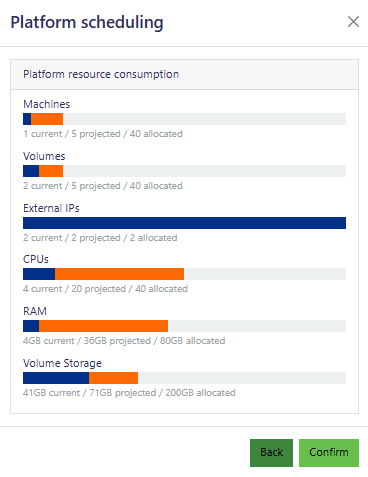 Platform scheduling
Platform resource consumption
Machines
1 current / 5 projected / 40 allocated
Volumes
2 current / 5 projected / 40 allocated
External IPs
2 current / 2 projected / 2 allocated
CPUs
4 current / 20 projected / 40 allocated
RAM
4GB current / 36GB projected / 80GB allocated
Volume Storage
41GB current / 71GB projected / 200GB allocated
Back
Confirm